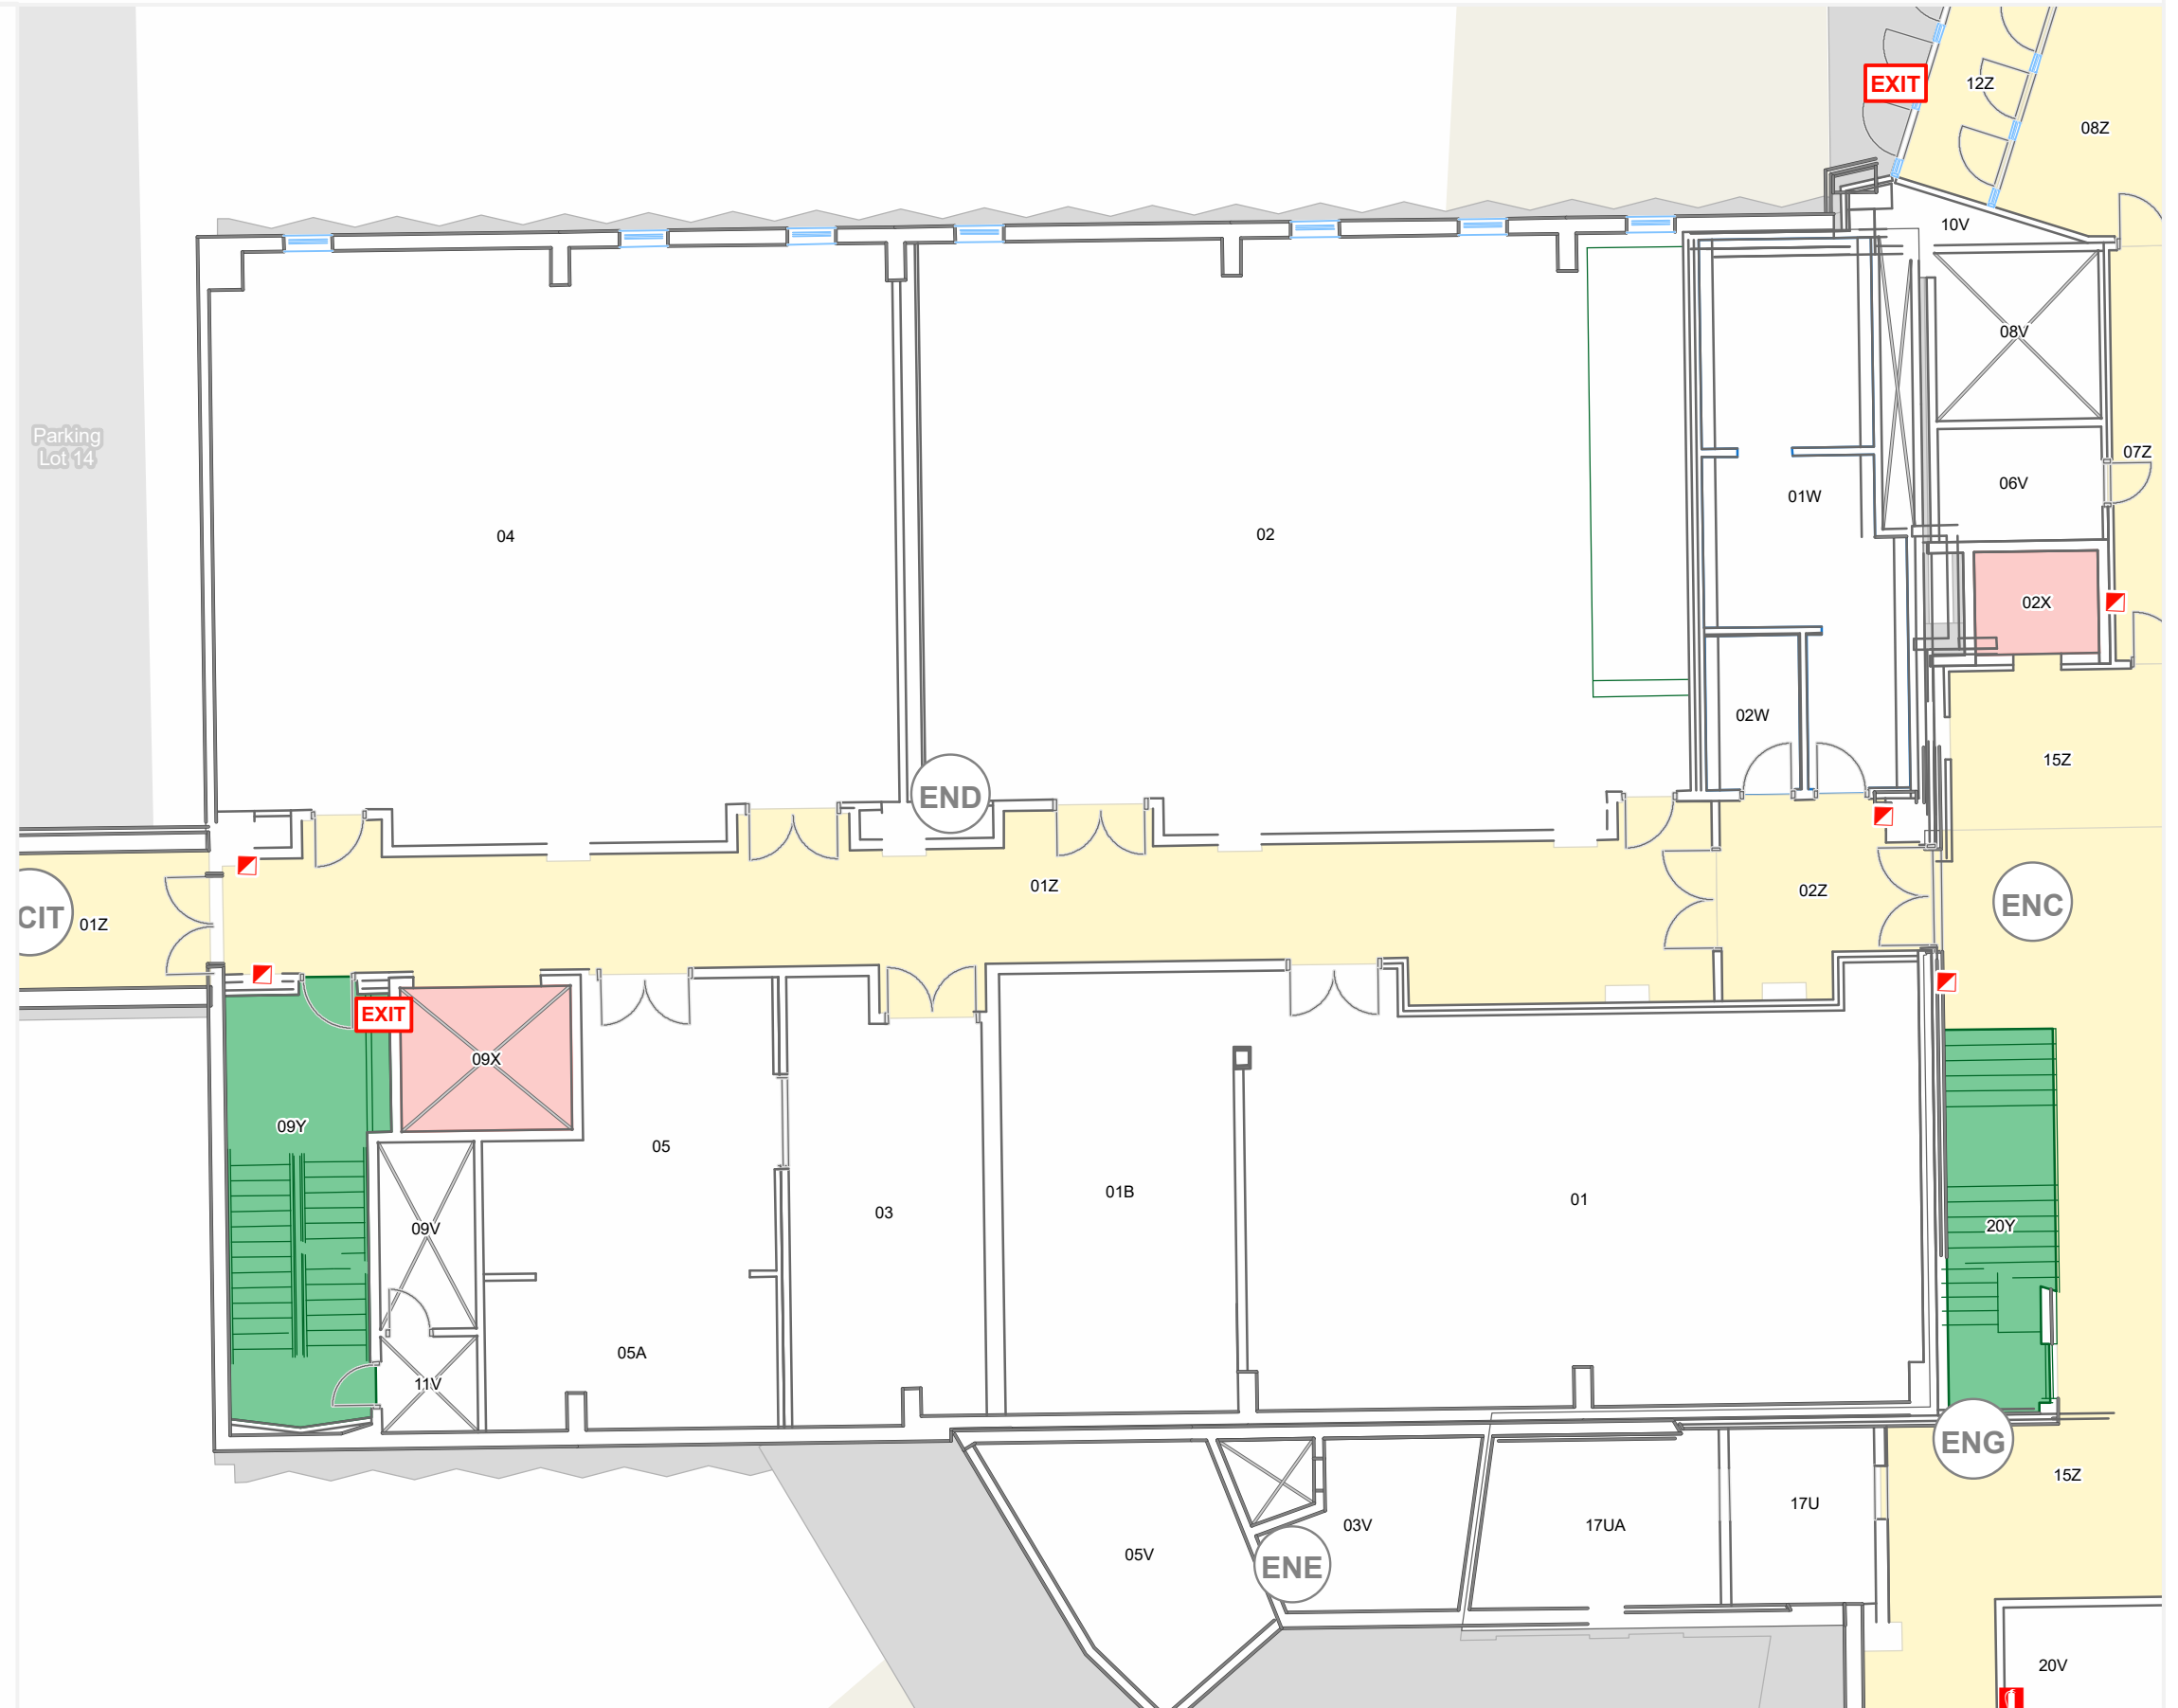 EXIT
12Z
08Z
10V
08V
Parking
Lot 14
07Z
06V
01W
04
02
02X
02W
15Z
END
01Z
02Z
ENC
CIT
01Z
EXIT
09X
09Y
05
01B
01
03
20Y
09V
05A
11V
ENG
15Z
17U
17UA
03V
05V
ENE
20V